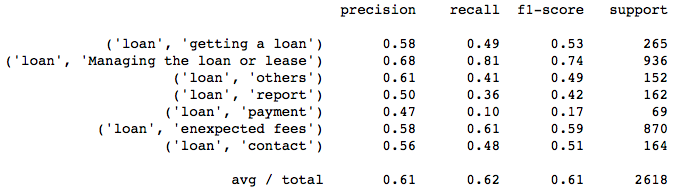 precision recall f1-score support
('loan', 'getting a loan') 0.58 0.49 0.53 265
('loan', 'Managing the loan or lease') 0.68 0.81 0.74 936
('loan', 'others') 0.61 0.41 0.49 152
('loan', 'report') 0.50 0.36 0.42 162
('loan', 'payment') 0.47 0.10 0.17 69
('loan', 'enexpected fees') 0.58 0.61 0.59 870
('loan', 'contact') 0.56 0.48 0.51 164
avg / total 0.61 0.62 0.61 2618